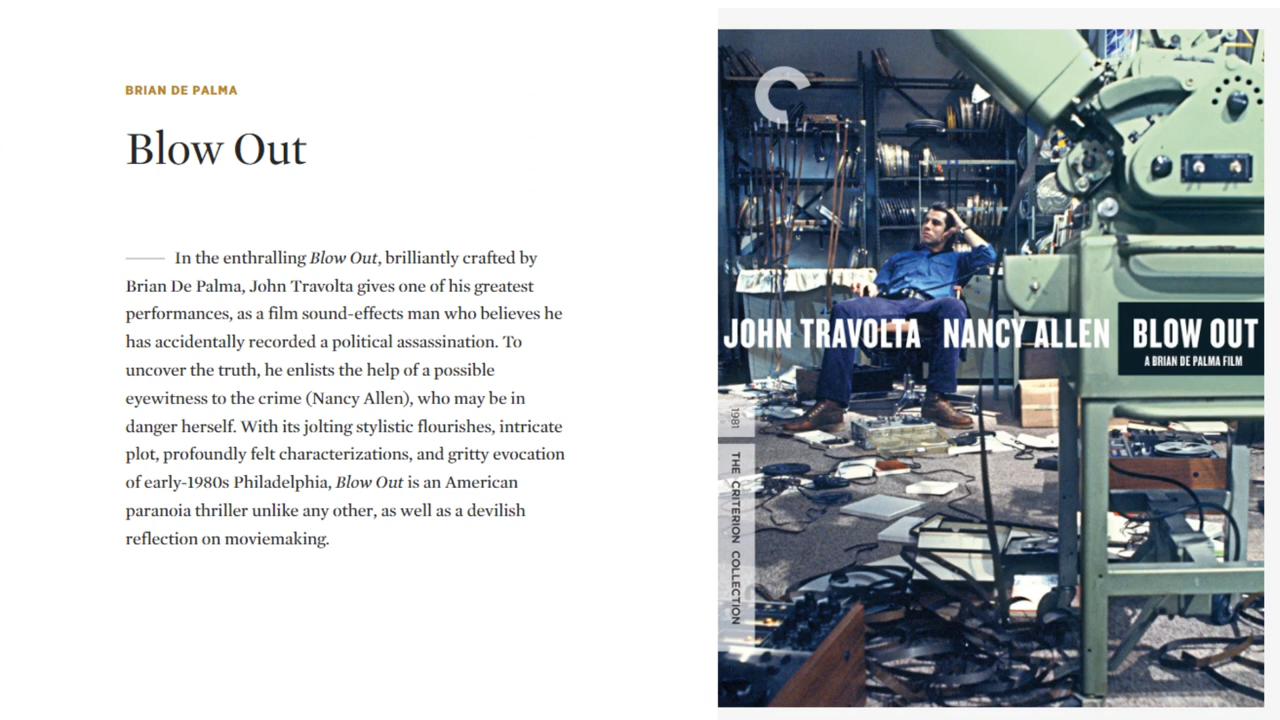 BRIAN DE PALMA
Blow Out
In the enthralling Blow Out, brilliantly crafted by
Brian De Palma, John Travolta gives one of his greatest
performances, as a film sound-effects man who believes he
has accidentally recorded a political assassination. To
uncover the truth, he enlists the help of a possible
eyewitness to the crime (Nancy Allen), who may be in
danger herself. With its jolting stylistic flourishes, intricate
plot, profoundly felt characterizations, and gritty evocation
of early-1980s Philadelphia, Blow Out is an American
paranoia thriller unlike any other, as well as a devilish
reflection on moviemaking.
JOHN TRAVOLTA NANCY ALLEN BLOW OUT
A BRIAN DE PALMA FILM
1981
THE CRITERION COLLECTION